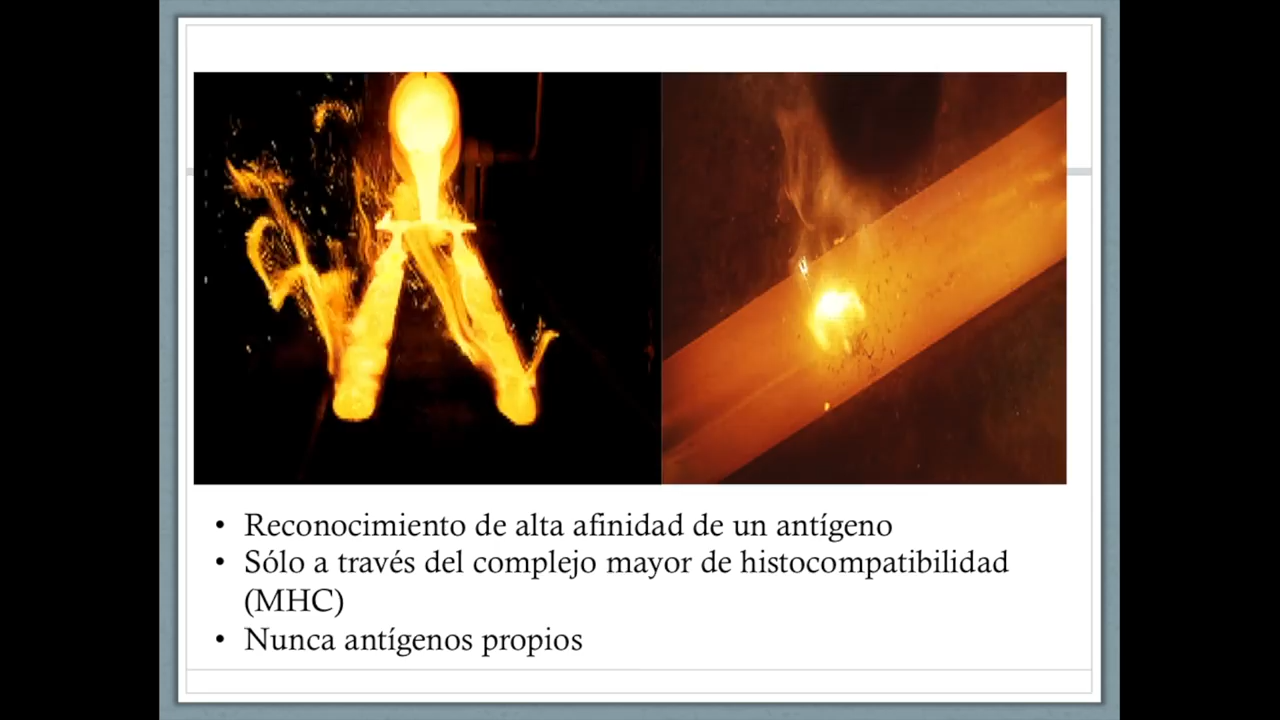 • Reconocimiento de alta afinidad de un antígeno
• Sólo a través del complejo mayor de histocompatibilidad
(MHC)
• Nunca antígenos propios